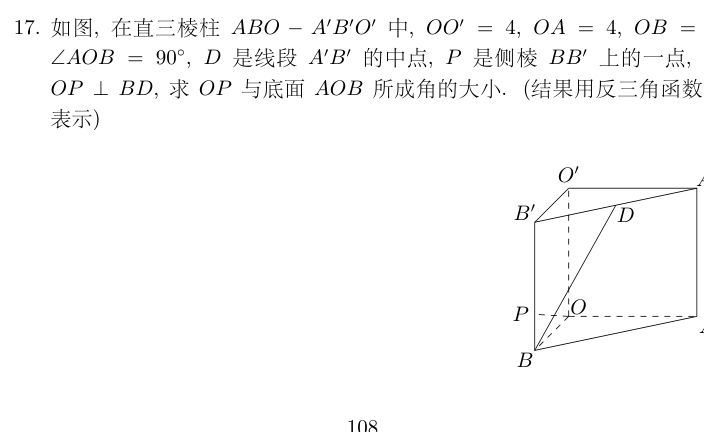 17. 如图, 在直三棱柱 ABO − A′B′O′ 中, OO′ = 4, OA = 4, OB =
∠AOB = 90°, D 是线段 A′B′ 的中点, P 是侧棱 BB′ 上的一点,
OP ⊥ BD, 求 OP 与底面 AOB 所成角的大小. (结果用反三角函数
表示)
O′
B′
D
P
O
B
108